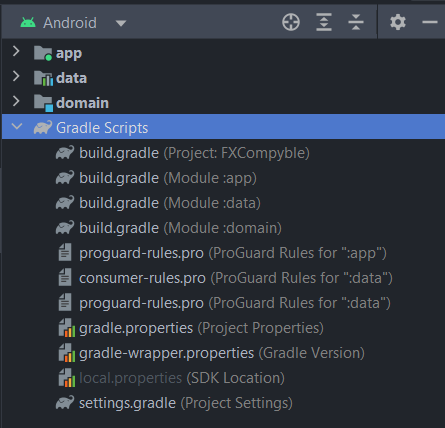 Android
app
data
domain
Gradle Scripts
build.gradle (Project: FXCompyble)
build.gradle (Module :app)
build.gradle (Module :data)
build.gradle (Module :domain)
proguard-rules.pro (ProGuard Rules for ":app")
consumer-rules.pro (ProGuard Rules for ":data")
proguard-rules.pro (ProGuard Rules for ":data")
gradle.properties (Project Properties)
gradle-wrapper.properties (Gradle Version)
local.properties (SDK Location)
settings.gradle (Project Settings)